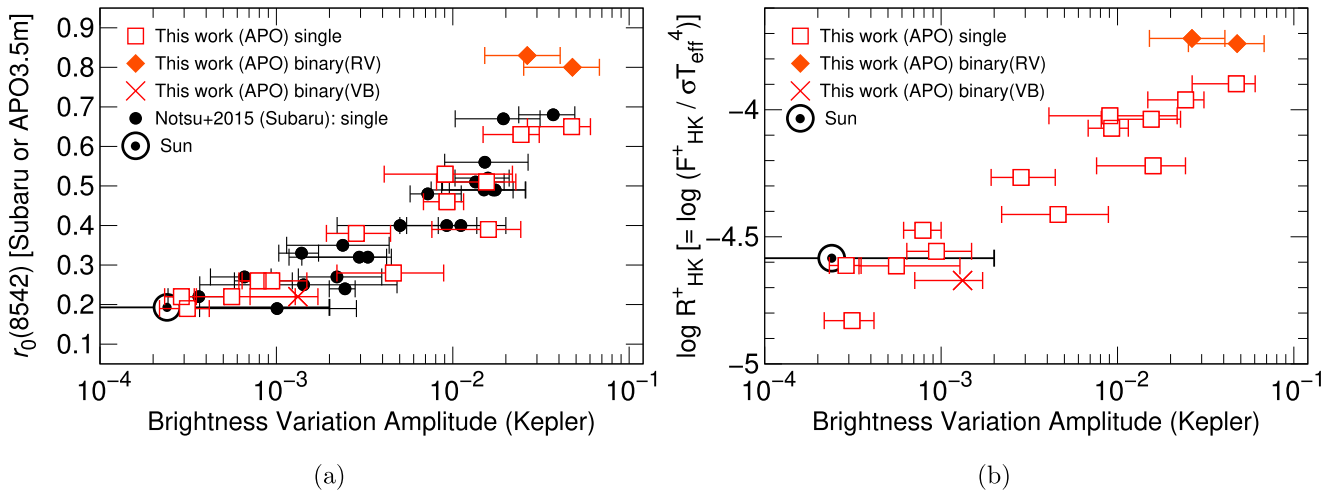 r₀(8542) [Subaru or APO3.5m]
0.9
0.8
0.7
0.6
0.5
0.4
0.3
0.2
0.1
This work (APO) single
This work (APO) binary(RV)
This work (APO) binary(VB)
Notsu+2015 (Subaru): single
Sun
10⁻⁴ 10⁻³ 10⁻² 10⁻¹
Brightness Variation Amplitude (Kepler)
(a)
log R⁺HK [= log (F⁺HK / σTeff⁴)]
−4
−4.5
−5
This work (APO) single
This work (APO) binary(RV)
This work (APO) binary(VB)
Sun
10⁻⁴ 10⁻³ 10⁻² 10⁻¹
Brightness Variation Amplitude (Kepler)
(b)